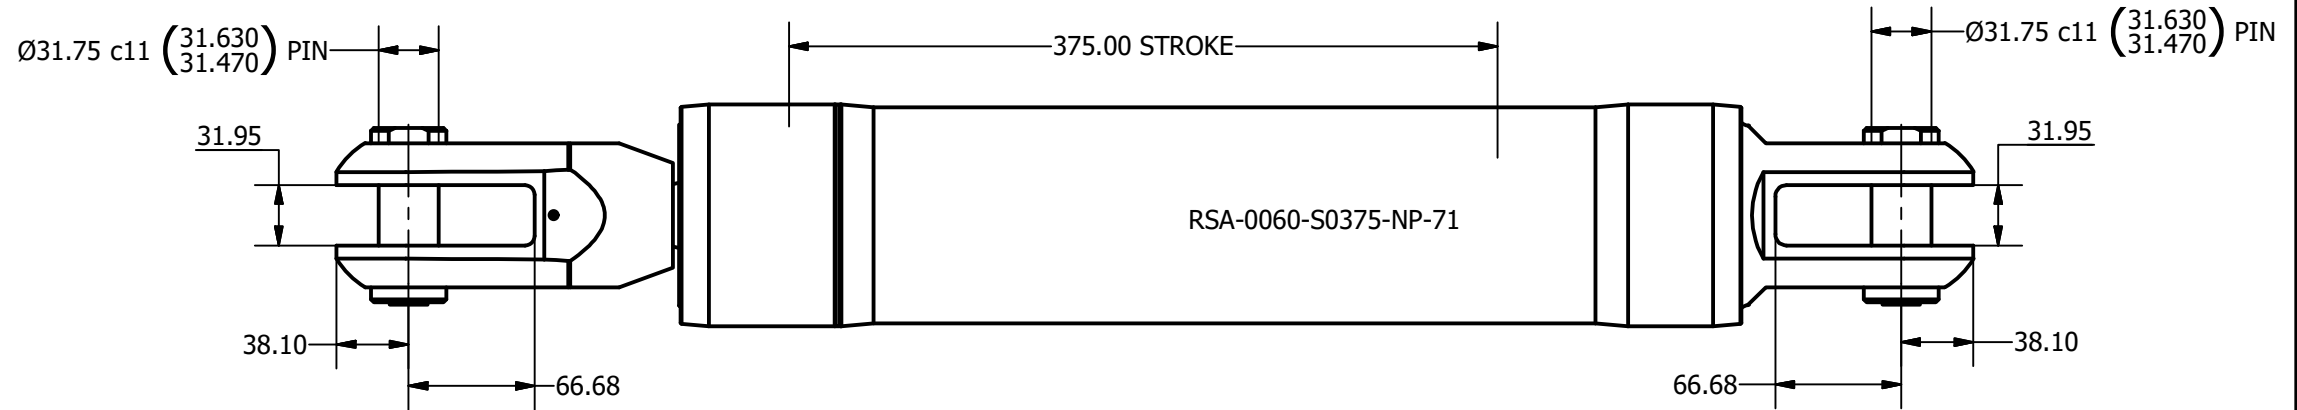 Ø31.75 c11 (31.630
31.470) PIN
375.00 STROKE
Ø31.75 c11 (31.630
31.470) PIN
31.95
31.95
RSA-0060-S0375-NP-71
38.10
66.68
66.68
38.10